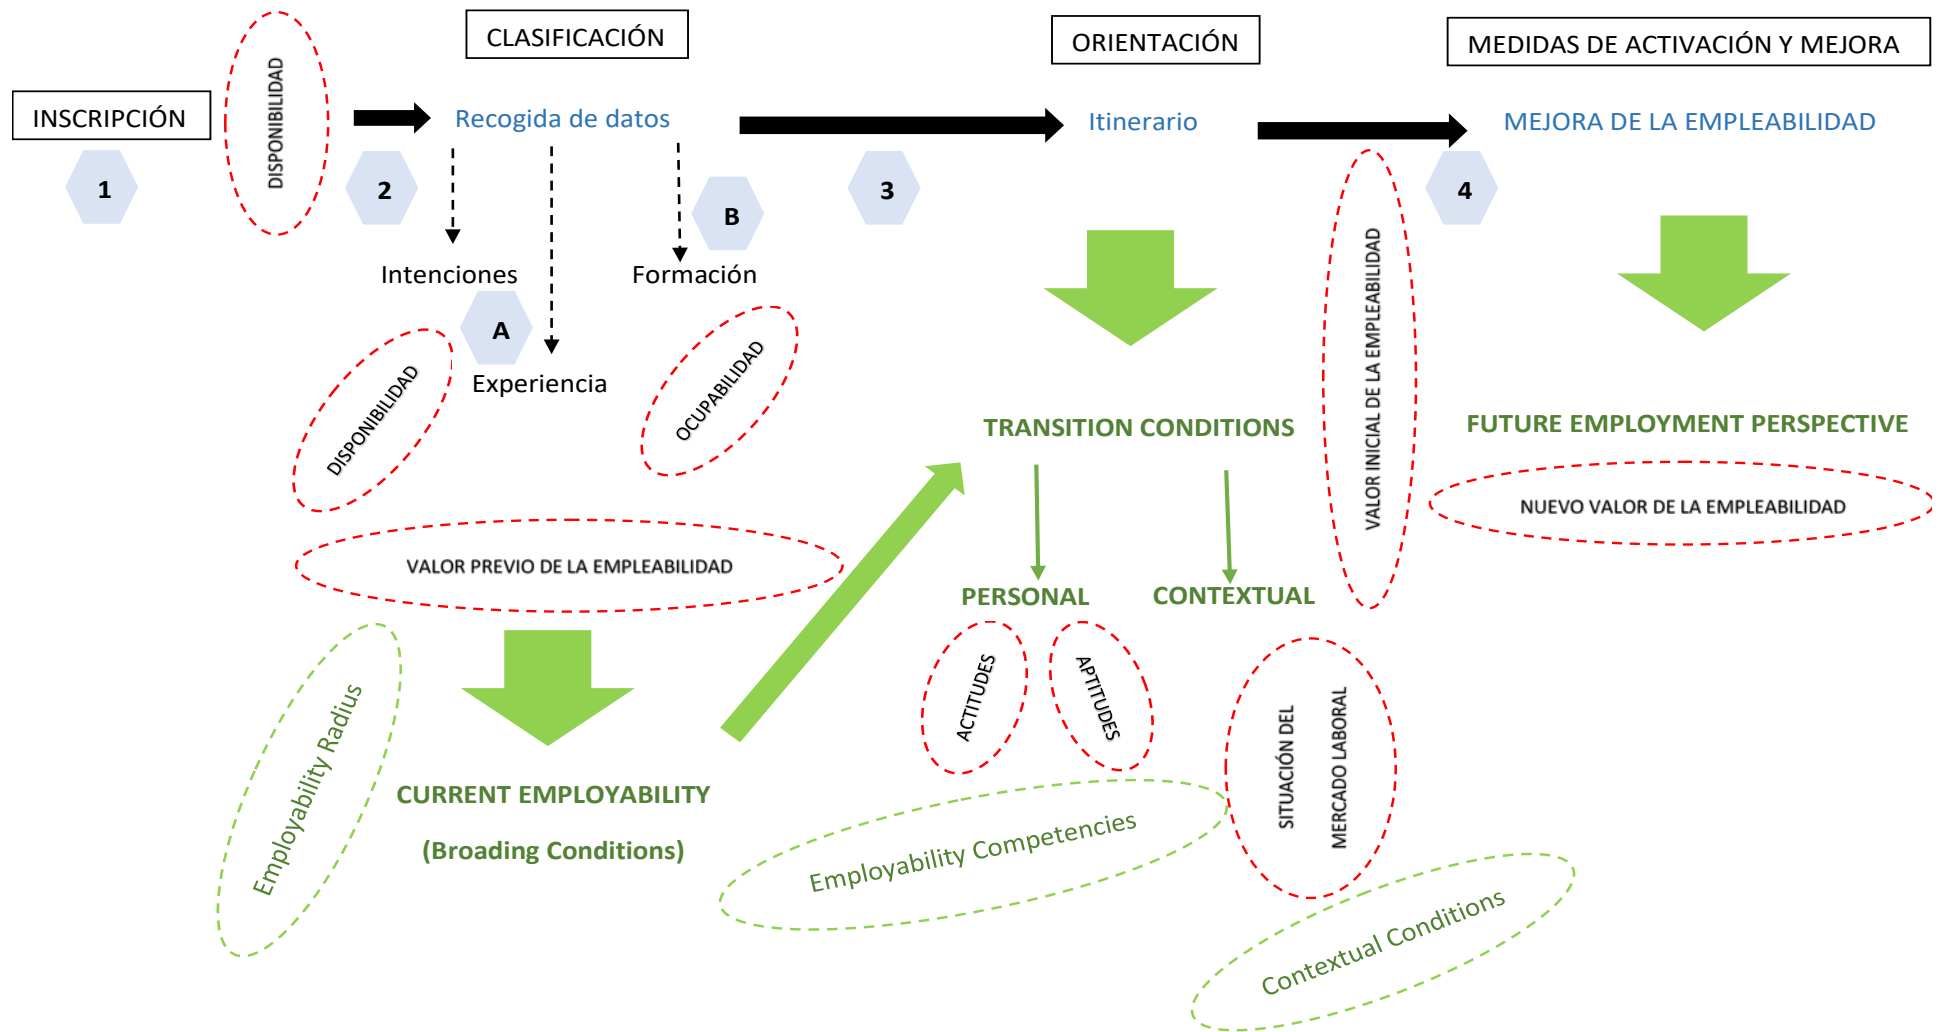 CLASIFICACIÓN
ORIENTACIÓN
MEDIDAS DE ACTIVACIÓN Y MEJORA
INSCRIPCIÓN
DISPONIBILIDAD
Recogida de datos
Itinerario
MEJORA DE LA EMPLEABILIDAD
1
2
B
3
4
Intenciones
Formación
A
Experiencia
DISPONIBILIDAD
OCUPABILIDAD
VALOR INICIAL DE LA EMPLEABILIDAD
TRANSITION CONDITIONS
FUTURE EMPLOYMENT PERSPECTIVE
NUEVO VALOR DE LA EMPLEABILIDAD
VALOR PREVIO DE LA EMPLEABILIDAD
PERSONAL
CONTEXTUAL
ACTITUDES
APTITUDES
SITUACIÓN DEL
MERCADO LABORAL
Employability Radius
CURRENT EMPLOYABILITY
(Broading Conditions)
Employability Competencies
Contextual Conditions